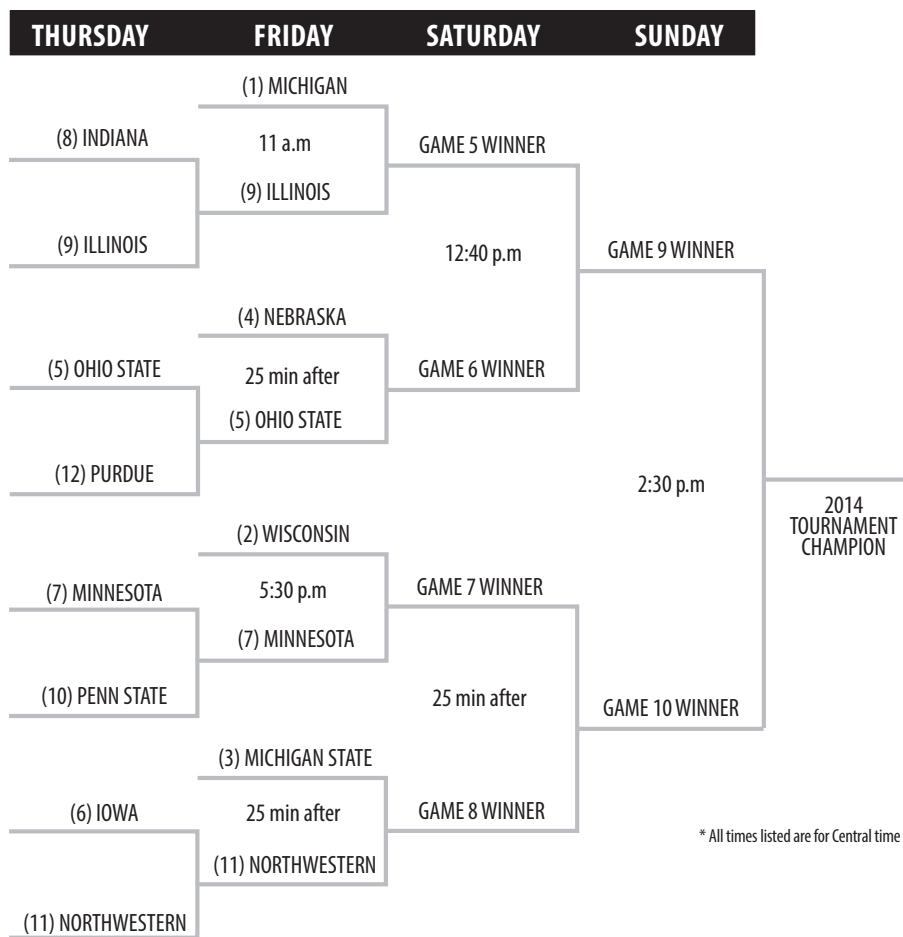 THURSDAY FRIDAY SATURDAY SUNDAY
(1) MICHIGAN
(8) INDIANA
11 a.m
GAME 5 WINNER
(9) ILLINOIS
(9) ILLINOIS
12:40 p.m
GAME 9 WINNER
(4) NEBRASKA
(5) OHIO STATE
25 min after
GAME 6 WINNER
(5) OHIO STATE
(12) PURDUE
2:30 p.m
2014
TOURNAMENT
CHAMPION
(2) WISCONSIN
(7) MINNESOTA
5:30 p.m
GAME 7 WINNER
(7) MINNESOTA
(10) PENN STATE
25 min after
GAME 10 WINNER
(3) MICHIGAN STATE
(6) IOWA
25 min after
GAME 8 WINNER
* All times listed are for Central time
(11) NORTHWESTERN
(11) NORTHWESTERN